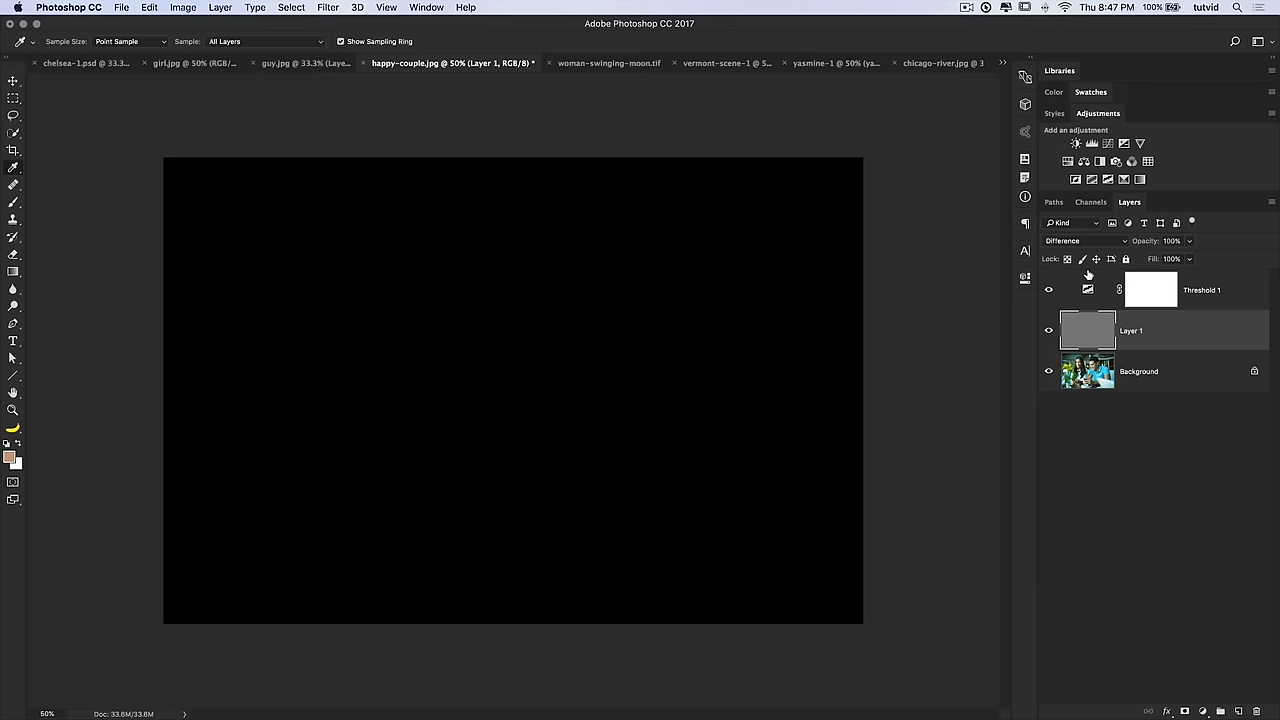 Photoshop CC File Edit Image Layer Type Select Filter 3D View Window Help Thu 8:47 PM 100% tutvid
Adobe Photoshop CC 2017
Sample Size: Point Sample Sample: All Layers Show Sampling Ring
chelsea-1.psd @ 33.3... girl.jpg @ 50% (RGB/... guy.jpg @ 33.3% (Laye... happy-couple.jpg @ 50% (Layer 1, RGB/8) * woman-swinging-moon.tif vermont-scene-1 @ 5... yasmine-1 @ 50% (ya... chicago-river.jpg @ 3
Libraries
Color Swatches
Styles Adjustments
Add an adjustment
Paths Channels Layers
Kind
Difference Opacity: 100%
Lock: Fill: 100%
Threshold 1
Layer 1
Background
50% Doc: 33.6M/33.6M